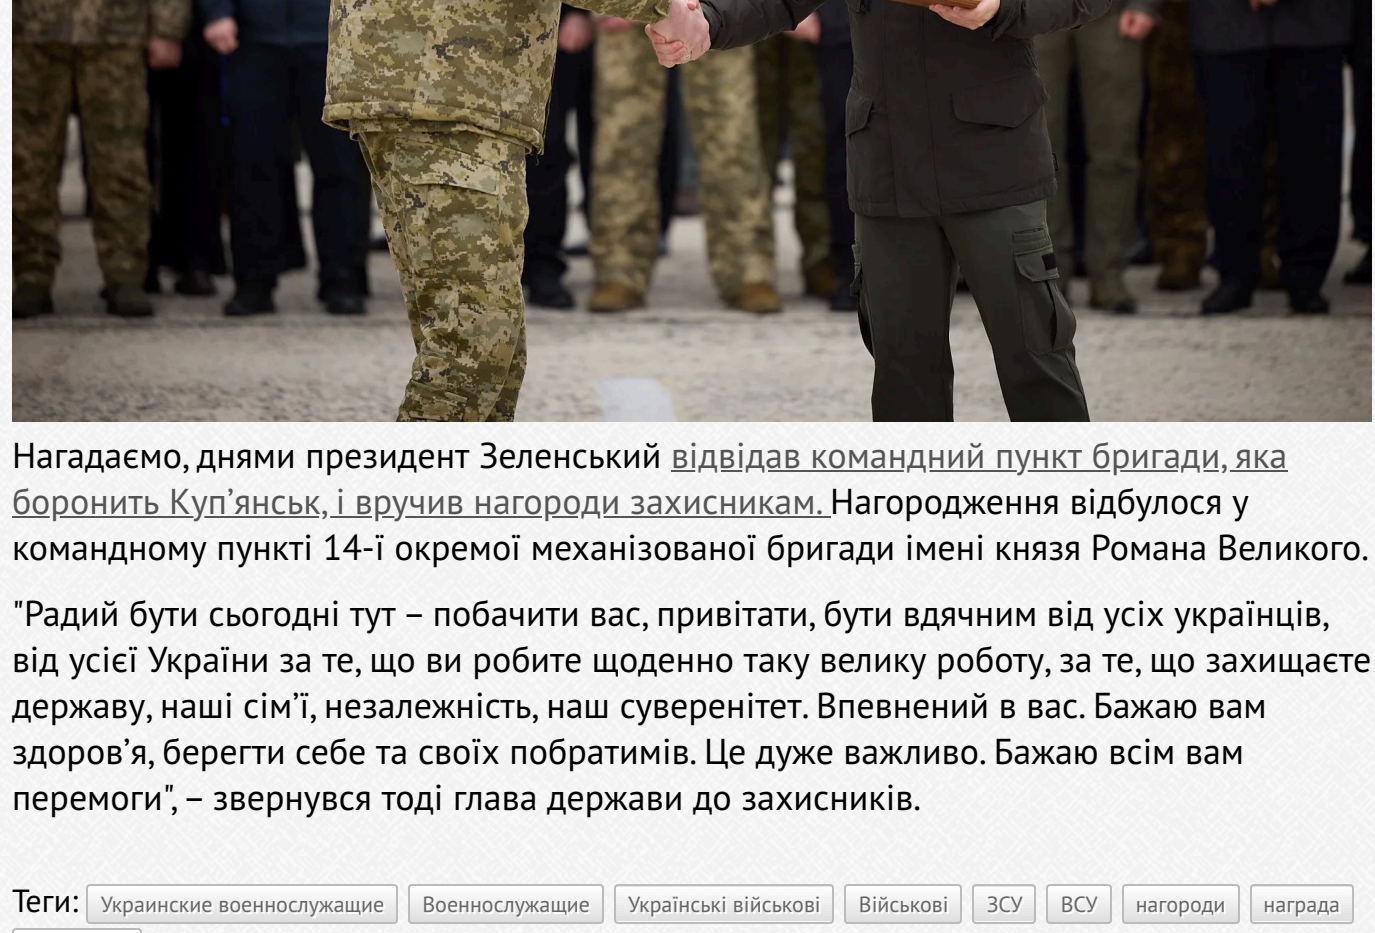 Нагадаємо, днями президент Зеленський відвідав командний пункт бригади, яка
боронить Куп’янськ, і вручив нагороди захисникам. Нагородження відбулося у
командному пункті 14-ї окремої механізованої бригади імені князя Романа Великого.
"Радий бути сьогодні тут – побачити вас, привітати, бути вдячним від усіх українців,
від усієї України за те, що ви робите щоденно таку велику роботу, за те, що захищаєте
державу, наші сім’ї, незалежність, наш суверенітет. Впевнений в вас. Бажаю вам
здоров’я, берегти себе та своїх побратимів. Це дуже важливо. Бажаю всім вам
перемоги", – звернувся тоді глава держави до захисників.
Теги: Украинские военнослужащие Военнослужащие Українські військові Військові ЗСУ ВСУ нагороди награда